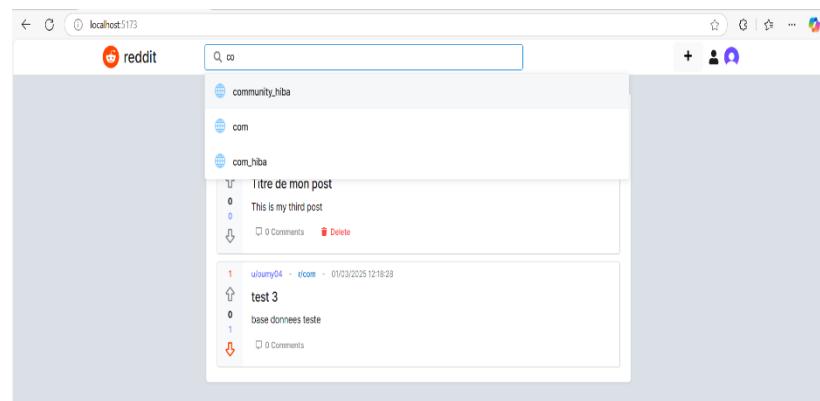 localhost:5173
reddit
co
+
community_hiba
com
com_hiba
Titre de mon post
0
This is my third post
0
0 Comments Delete
1 u/oumy04 - r/com - 01/03/2025 12:18:28
test 3
0
base donnees teste
1
0 Comments